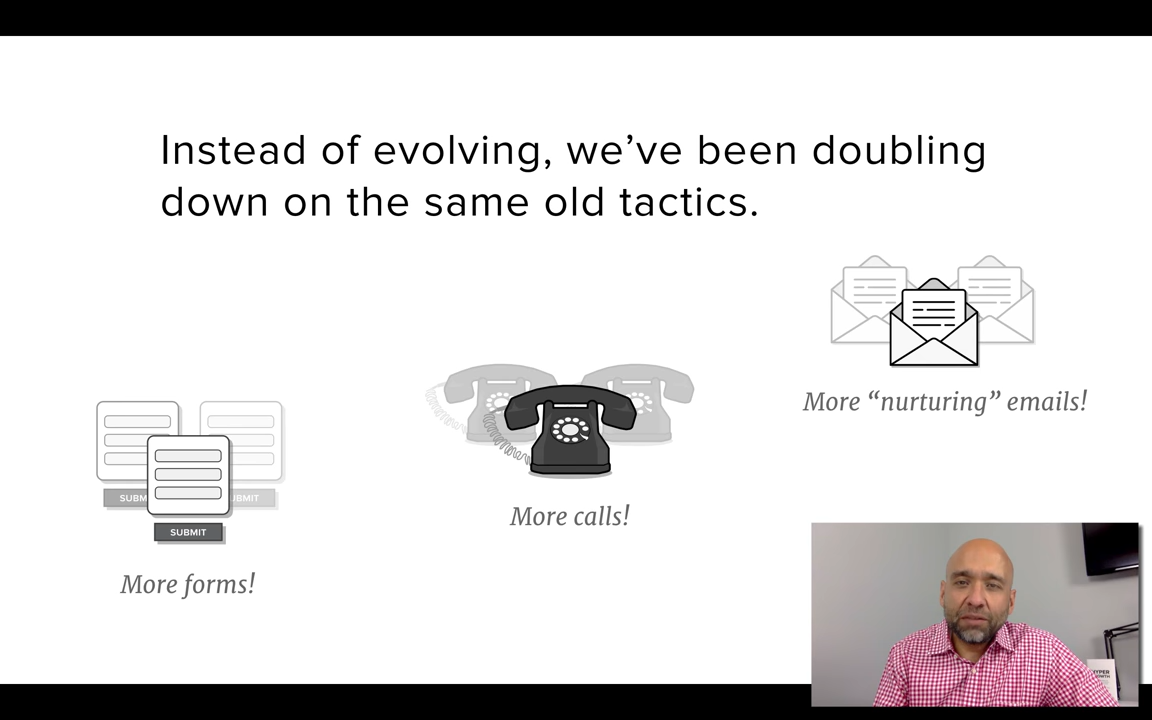 Instead of evolving, we’ve been doubling
down on the same old tactics.
More “nurturing” emails!
SUBMIT
More calls!
More forms!